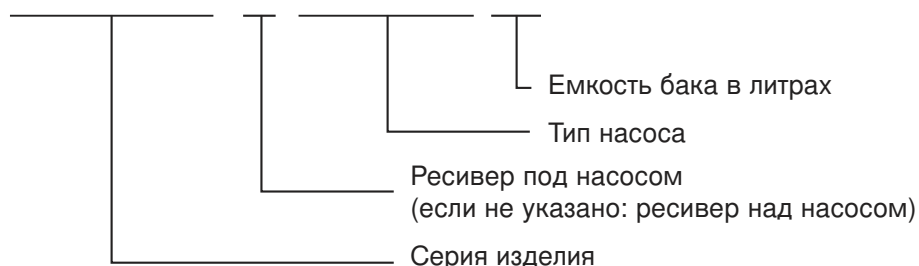 Емкость бака в литрах
Тип насоса
Ресивер под насосом
(если не указано: ресивер над насосом)
Серия изделия